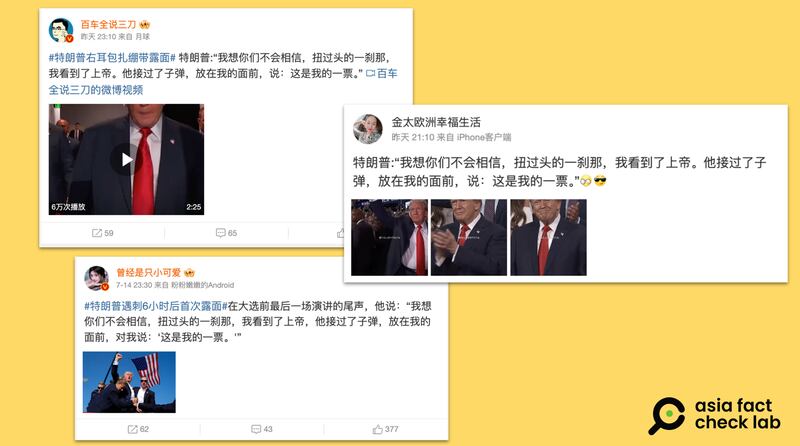 百车全说三刀
昨天 23:10 来自 月球
#特朗普右耳包扎绷带露面# 特朗普:“我想你们不会相信，扭过头的一刹那，
我看到了上帝。他接过了子弹，放在我的面前，说：这是我的一票。” 百车
全说三刀的微博视频
6万次播放
2:25
59
65
金太欧洲幸福生活
昨天 21:10 来自 iPhone客户端
特朗普:“我想你们不会相信，扭过头的一刹那，我看到了上帝。他接过了子
弹，放在我的面前，说：这是我的一票。”
曾经是只小可爱
7-14 23:30 来自 粉粉嫩嫩的Android
#特朗普遇刺6小时后首次露面#在大选前最后一场演讲的尾声，他说：“我想
你们不会相信，扭过头的一刹那，我看到了上帝，他接过了子弹，放在我的
面前，对我说：‘这是我的一票。’”
62
43
377
asia fact
check lab